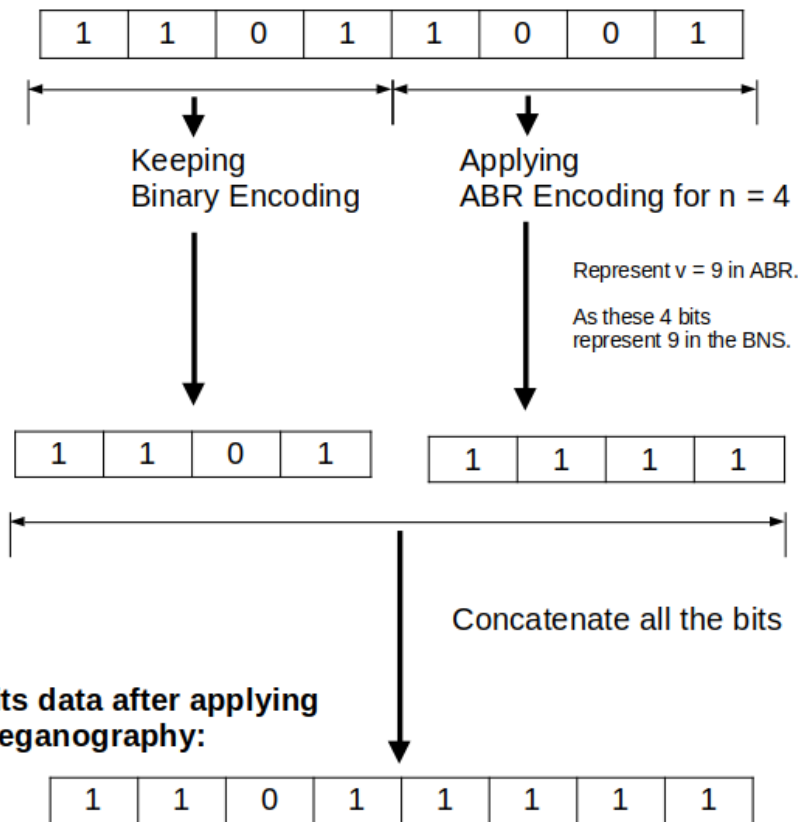 1 1 0 1 1 0 0 1
Keeping
Binary Encoding
Applying
ABR Encoding for n = 4
Represent v = 9 in ABR.
As these 4 bits
represent 9 in the BNS.
1 1 0 1
1 1 1 1
Concatenate all the bits
ts data after applying
eganography:
1 1 0 1 1 1 1 1